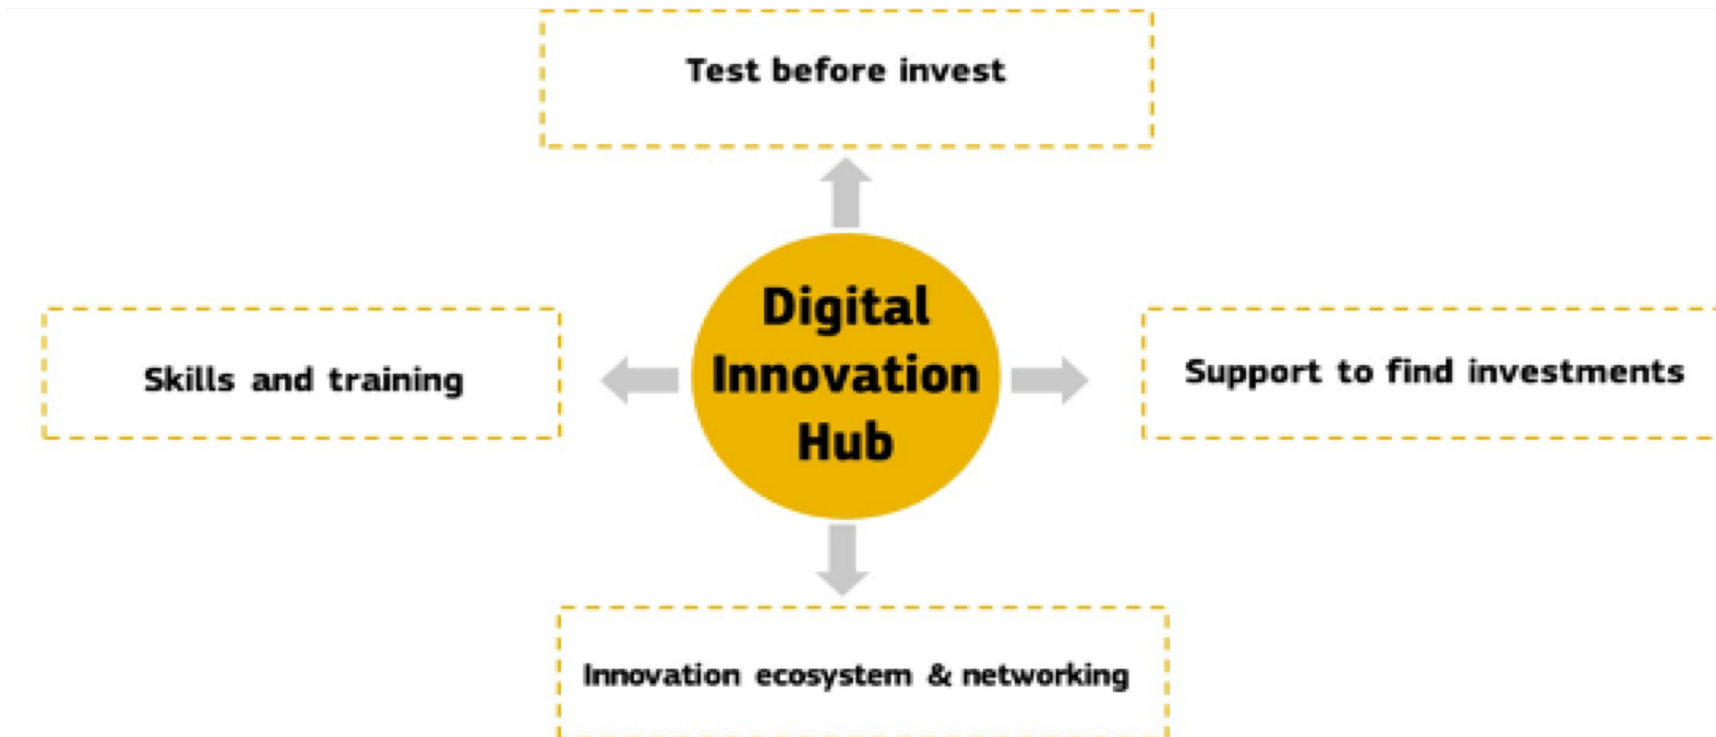 Test before invest
Digital
Innovation
Hub
Skills and training
Support to find investments
Innovation ecosystem & networking